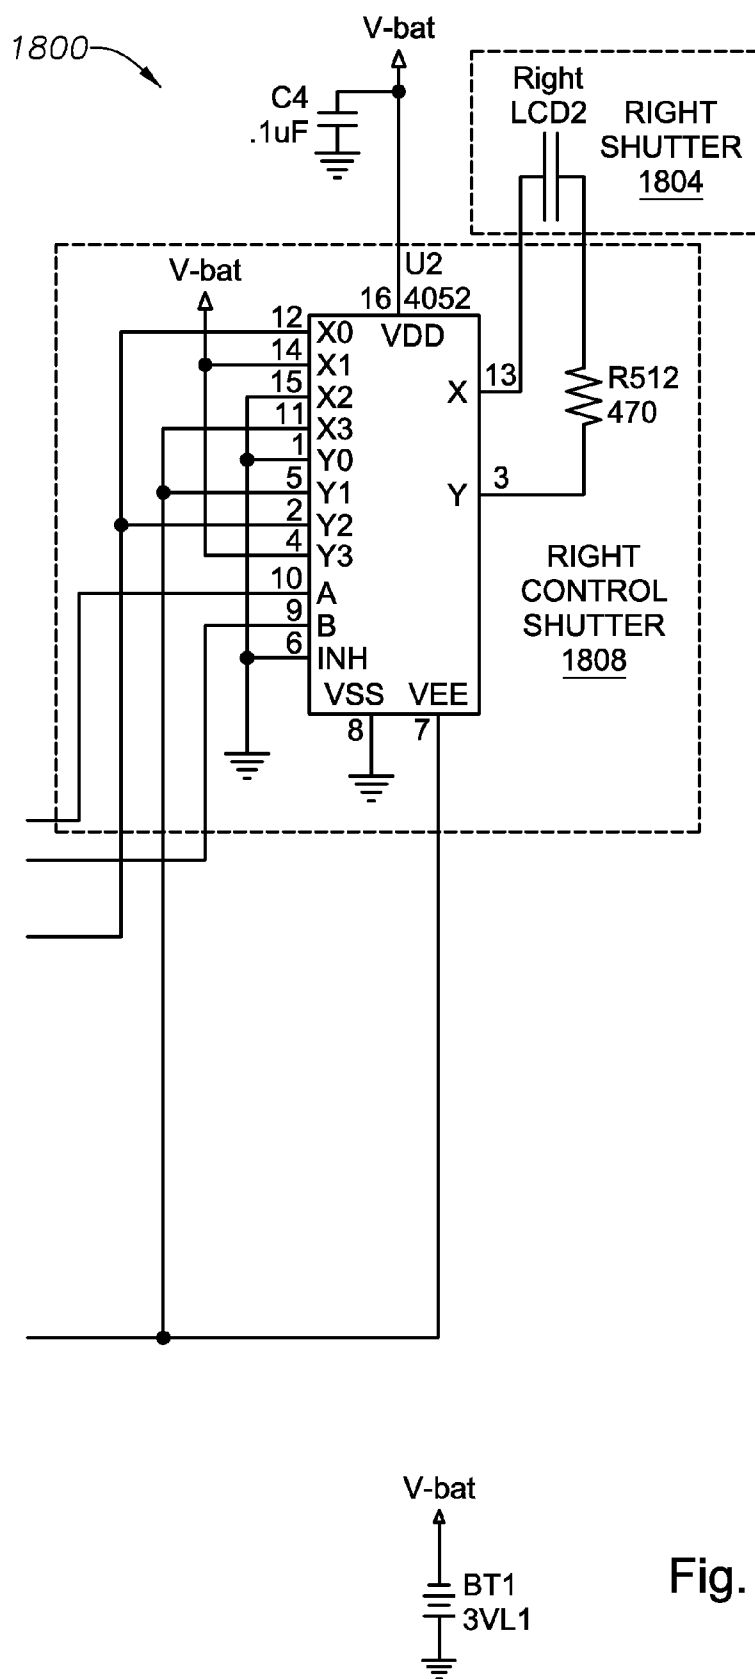 1800
V-bat
C4
.1uF
Right
LCD2
RIGHT
SHUTTER
1804
V-bat
U2
16 4052
12 X0 VDD
14 X1
15 X2
11 X3
1 Y0
5 Y1
2 Y2
4 Y3
10 A
9 B
6 INH
VSS VEE
8 7
X 13
Y 3
R512
470
RIGHT
CONTROL
SHUTTER
1808
V-bat
BT1
3VL1
Fig.